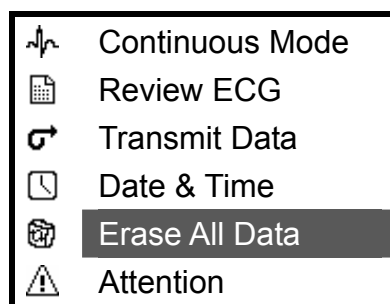 Continuous Mode
Review ECG
Transmit Data
Date & Time
Erase All Data
Attention